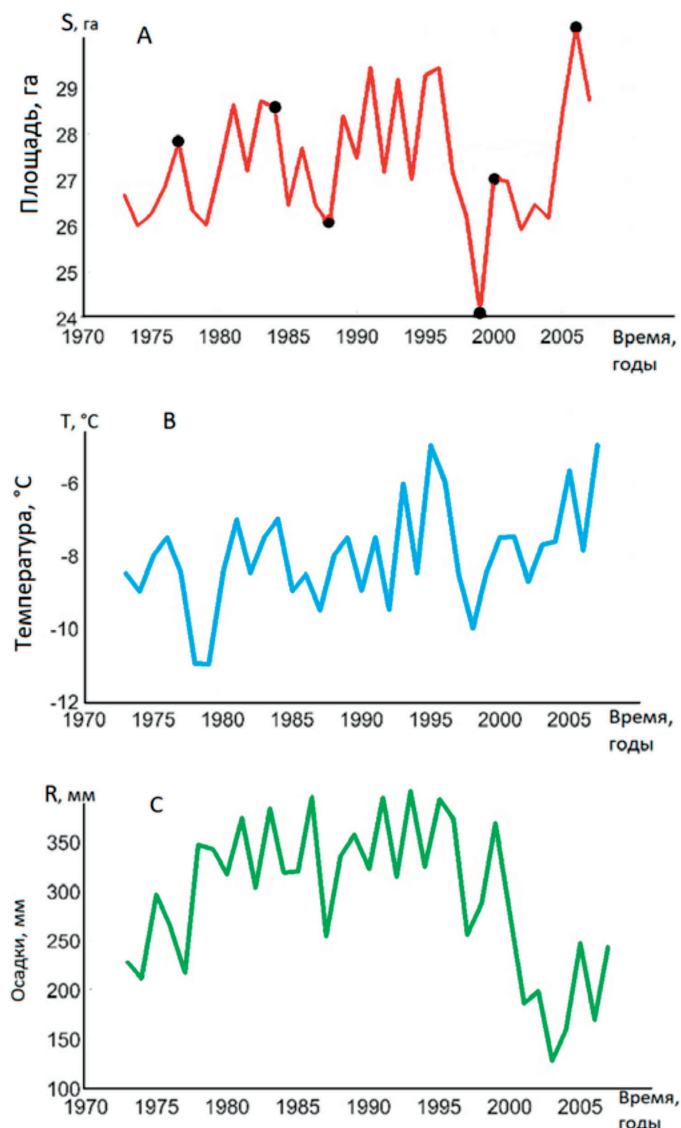 S, га
A
29
28
27
26
25
24
Площадь, га
1970 1975 1980 1985 1990 1995 2000 2005 Время,
годы
T, °C
B
-6
-8
-10
-12
Температура, °C
1970 1975 1980 1985 1990 1995 2000 2005 Время,
годы
R, мм
C
350
300
250
200
150
100
Осадки, мм
1970 1975 1980 1985 1990 1995 2000 2005 Время,
годы